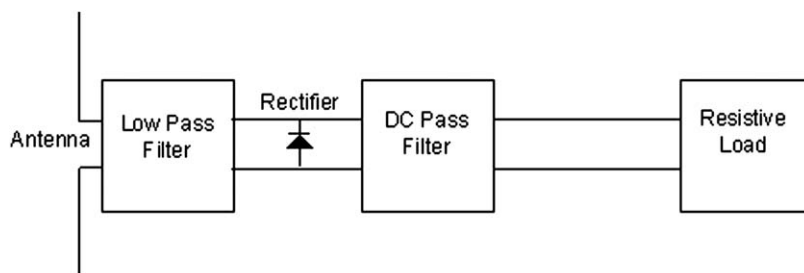 Antenna
Low Pass
Filter
Rectifier
DC Pass
Filter
Resistive
Load